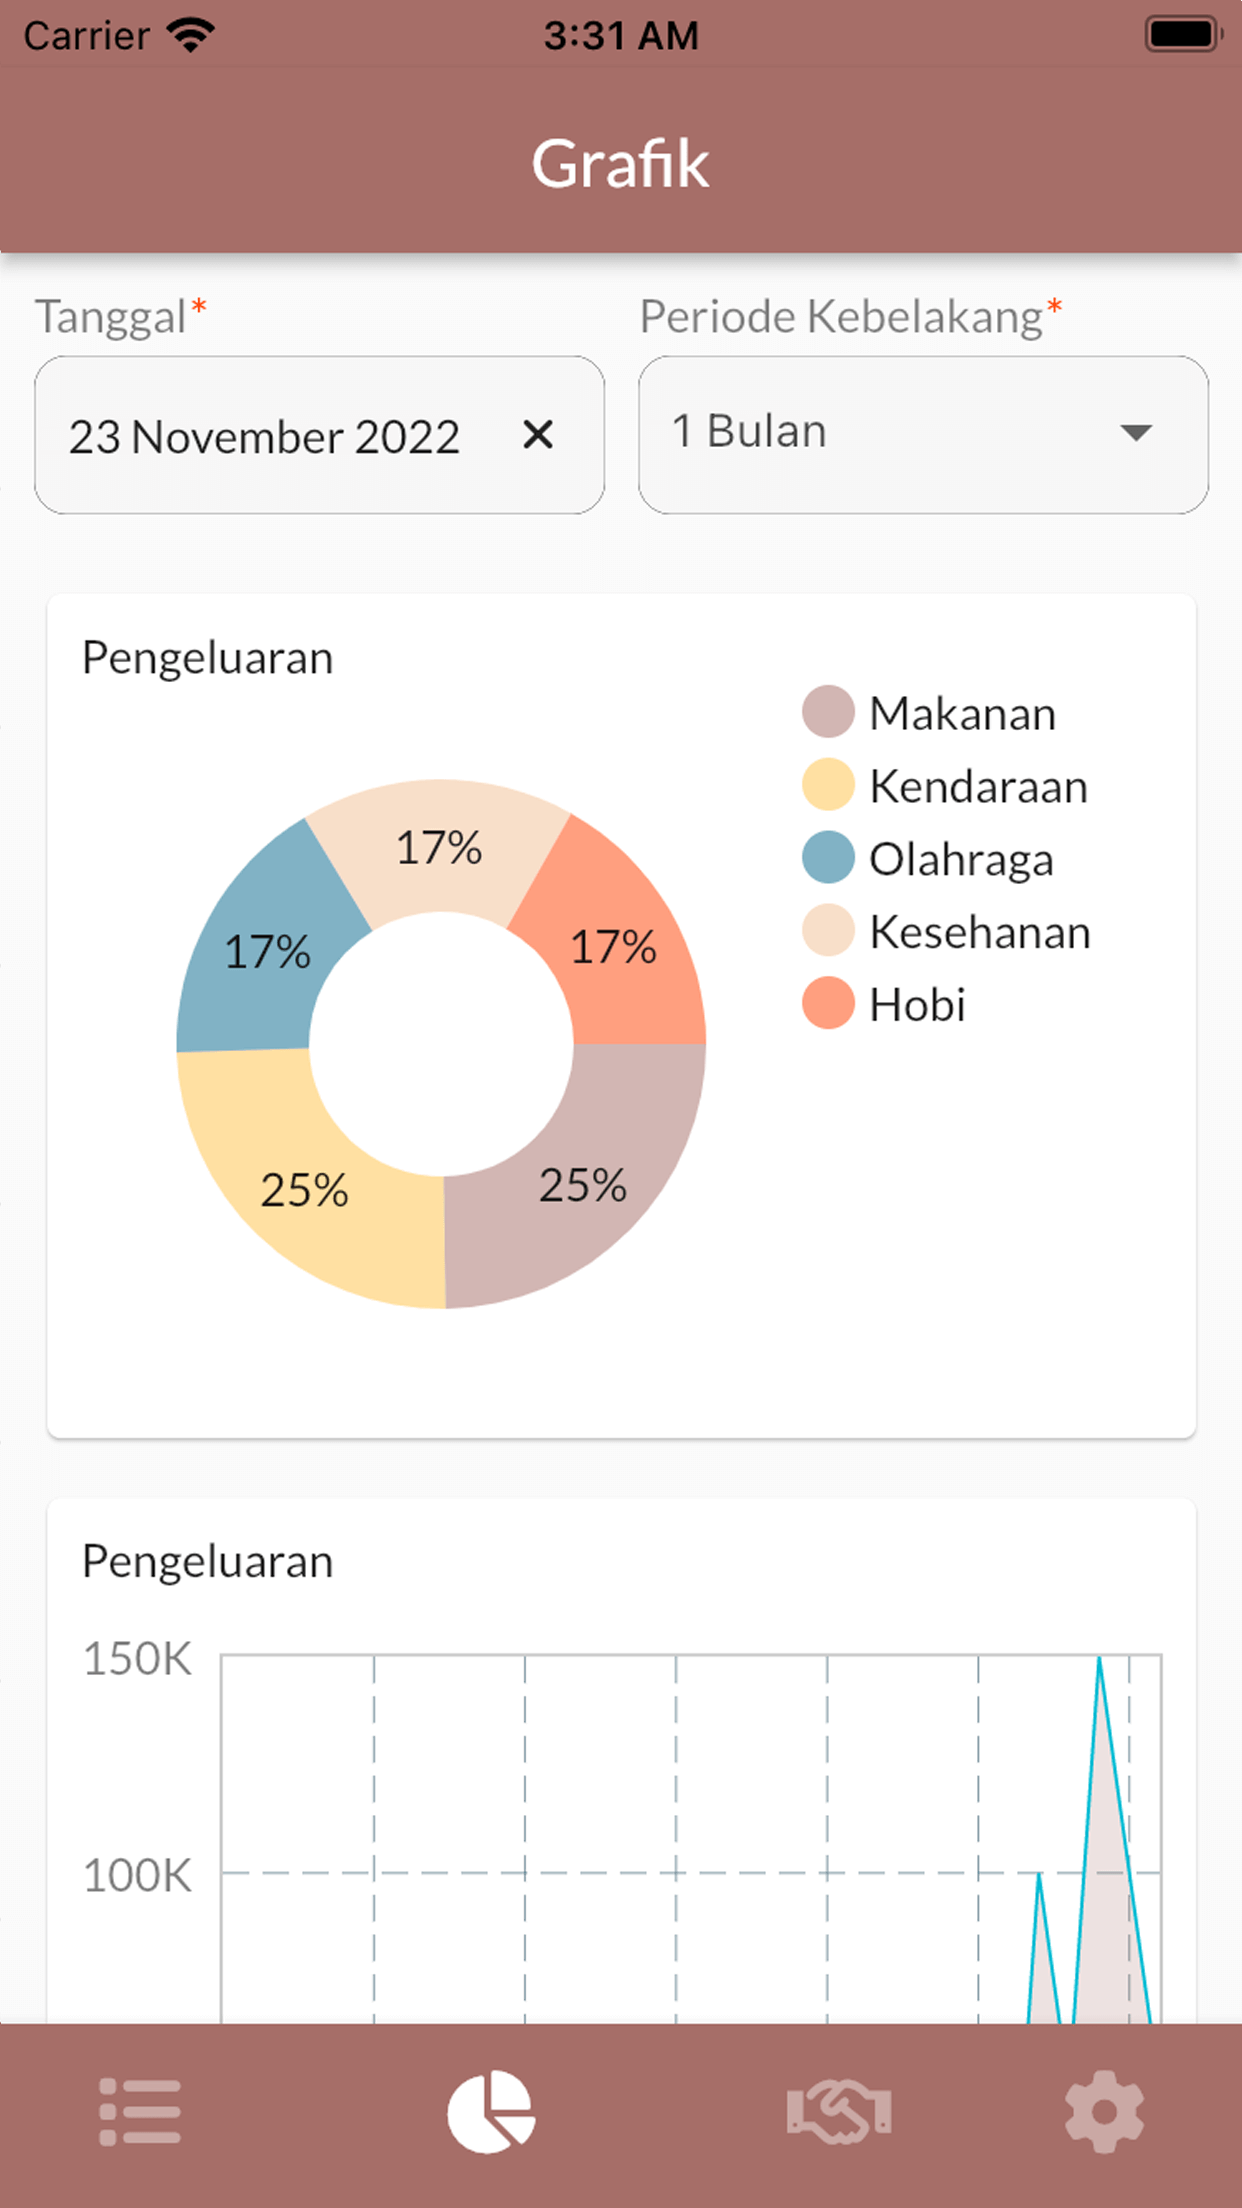 Carrier 3:31 AM
Grafik
Tanggal* Periode Kebelakang*
23 November 2022 1 Bulan
Pengeluaran
Makanan
Kendaraan
Olahraga
Kesehanan
Hobi
17%
17% 17%
25% 25%
Pengeluaran
150K
100K